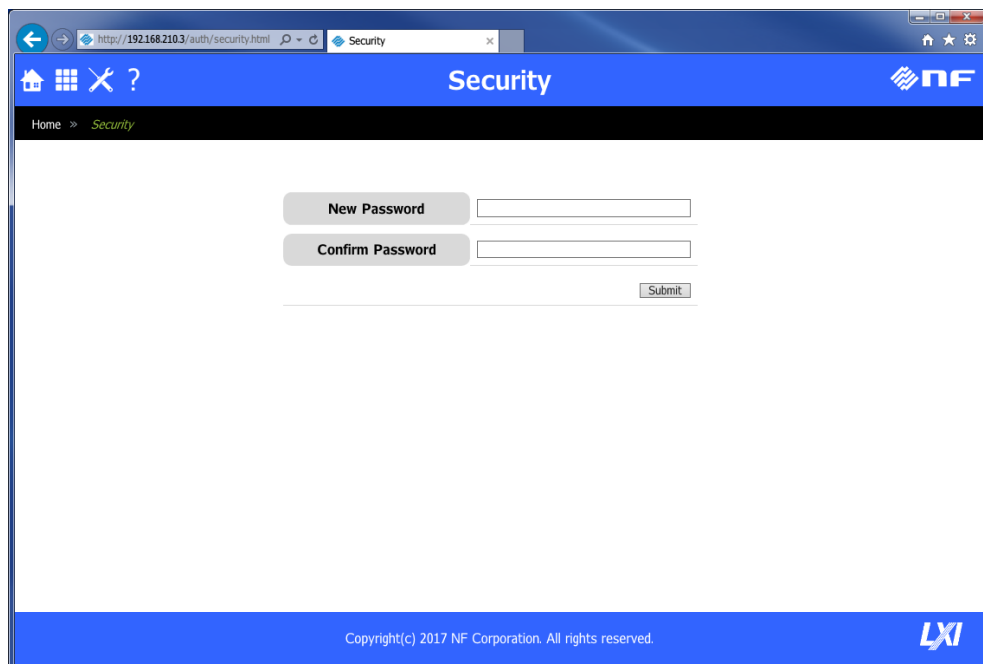 http://192.168.210.3/auth/security.html
Security
?
Security
nF
Home » Security
New Password
Confirm Password
Submit
Copyright(c) 2017 NF Corporation. All rights reserved.
LXI